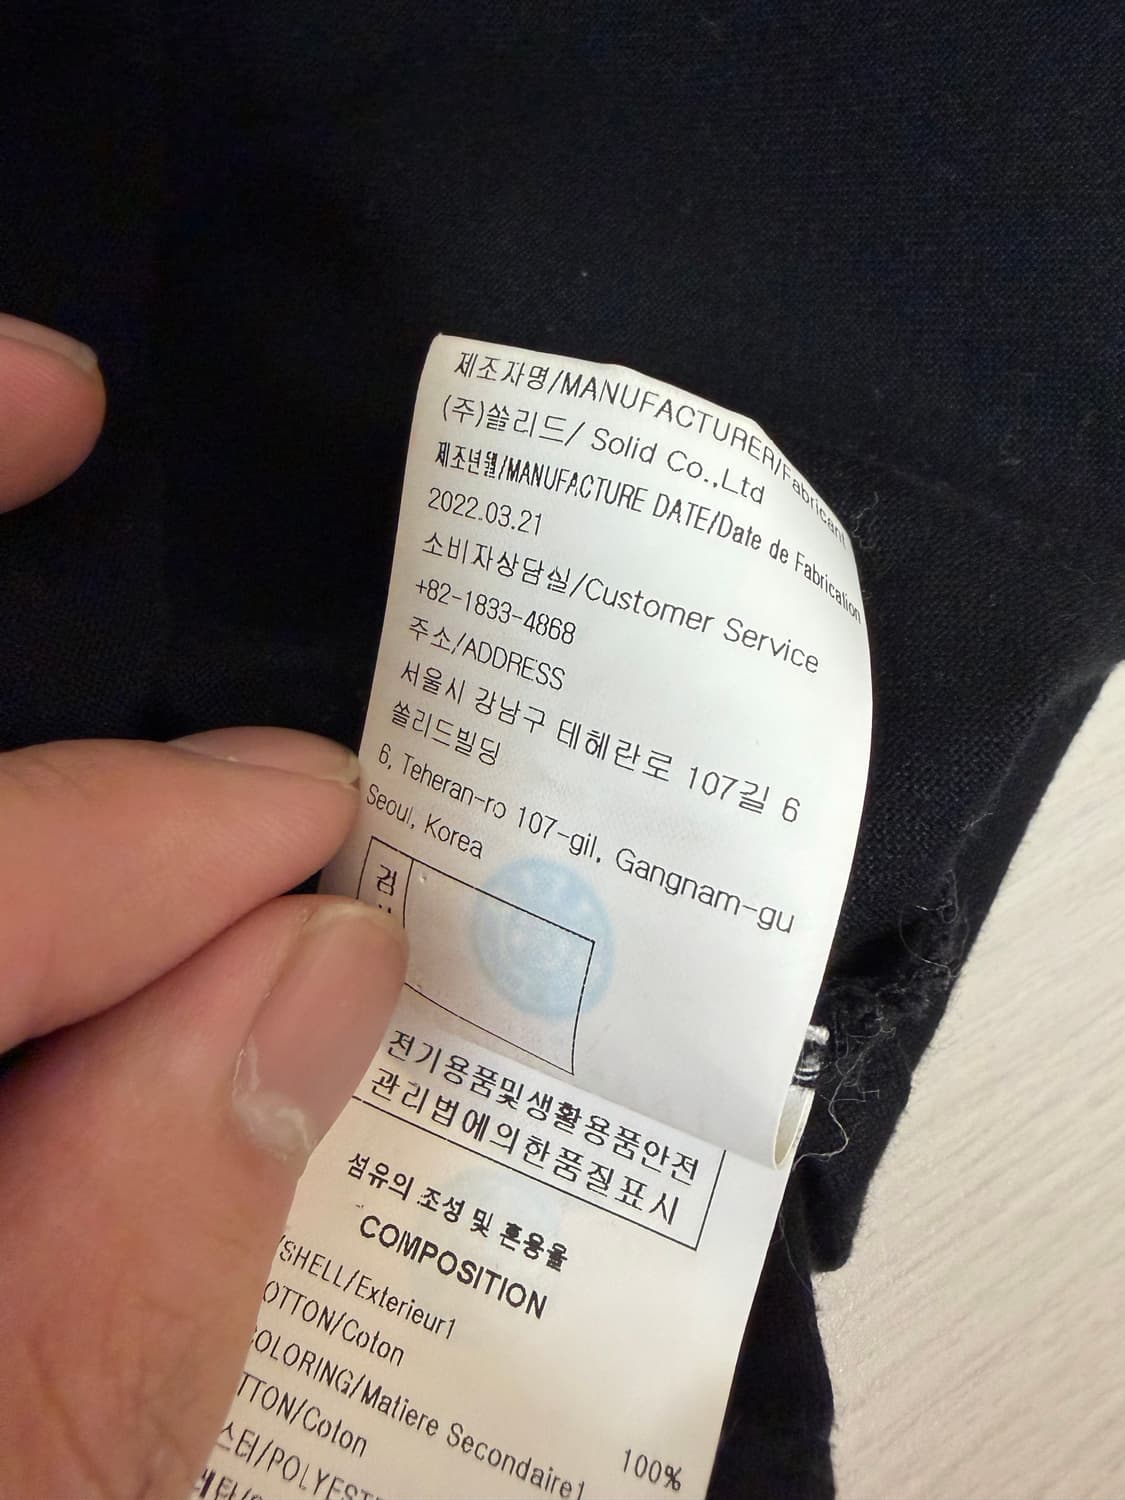 제조자명/MANUFACTURER/Fabricant
(주)쏠리드/ Solid Co.,Ltd
제조년월/MANUFACTURE DATE/Date de Fabrication
2022.03.21
소비자상담실/Customer Service
+82-1833-4868
주소/ADDRESS
서울시 강남구 테헤란로 107길 6
쏠리드빌딩
6, Teheran-ro 107-gil, Gangnam-gu
Seoul, Korea
검
전기용품및생활용품안전
관리법에의한품질표시
섬유의 조성 및 혼용율
COMPOSITION
/SHELL/Exterieur1
OTTON/Coton
COLORING/Matiere Secondaire1
TTON/Coton
100%
스터/POLYEST